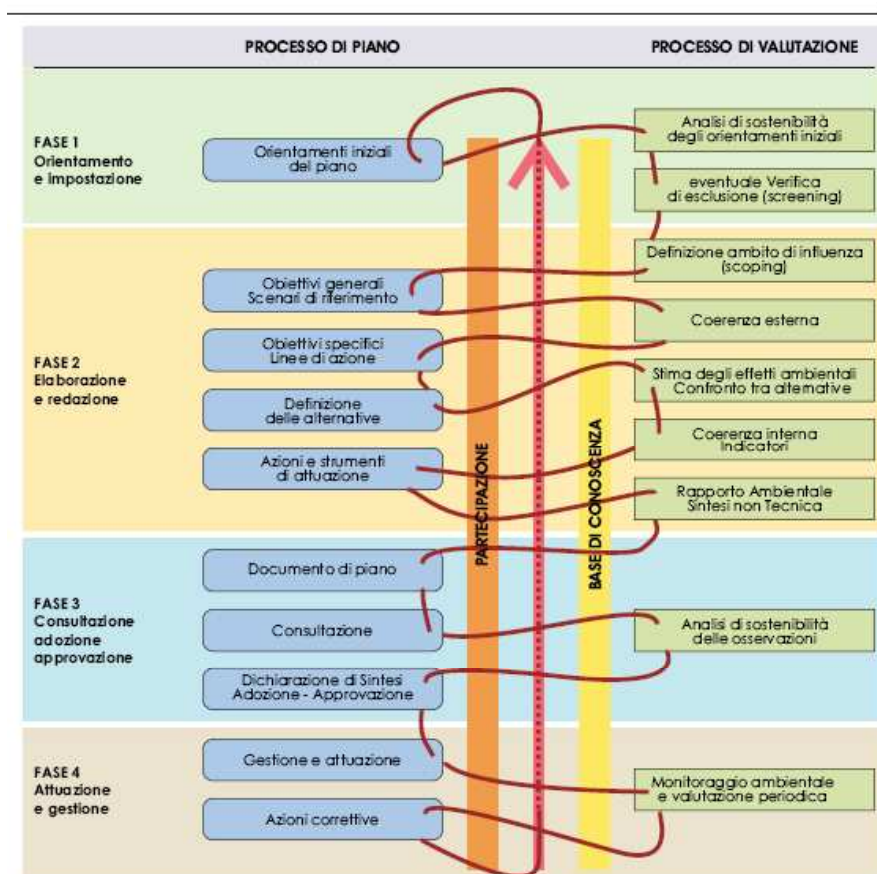 PROCESSO DI PIANO
PROCESSO DI VALUTAZIONE
FASE 1
Orientamento
e impostazione
Orientamenti iniziali
del piano
Analisi di sostenibilità
degli orientamenti iniziali
eventuale Verifica
di esclusione (screening)
FASE 2
Elaborazione
e redazione
Obiettivi generali
Scenari di riferimento
Obiettivi specifici
Linee di azione
Definizione
delle alternative
Azioni e strumenti
di attuazione
Definizione ambito di influenza
(scoping)
Coerenza esterna
Stima degli effetti ambientali
Confronto tra alternative
Coerenza interna
Indicatori
Rapporto Ambientale
Sintesi non Tecnica
PARTECIPAZIONE
BASE DI CONOSCENZA
FASE 3
Consultazione
adozione
approvazione
Documento di piano
Consultazione
Dichiarazione di Sintesi
Adozione - Approvazione
Analisi di sostenibilità
delle osservazioni
FASE 4
Attuazione
e gestione
Gestione e attuazione
Azioni correttive
Monitoraggio ambientale
e valutazione periodica